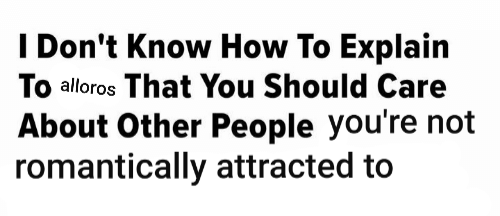 I Don't Know How To Explain
To alloros That You Should Care
About Other People you're not
romantically attracted to